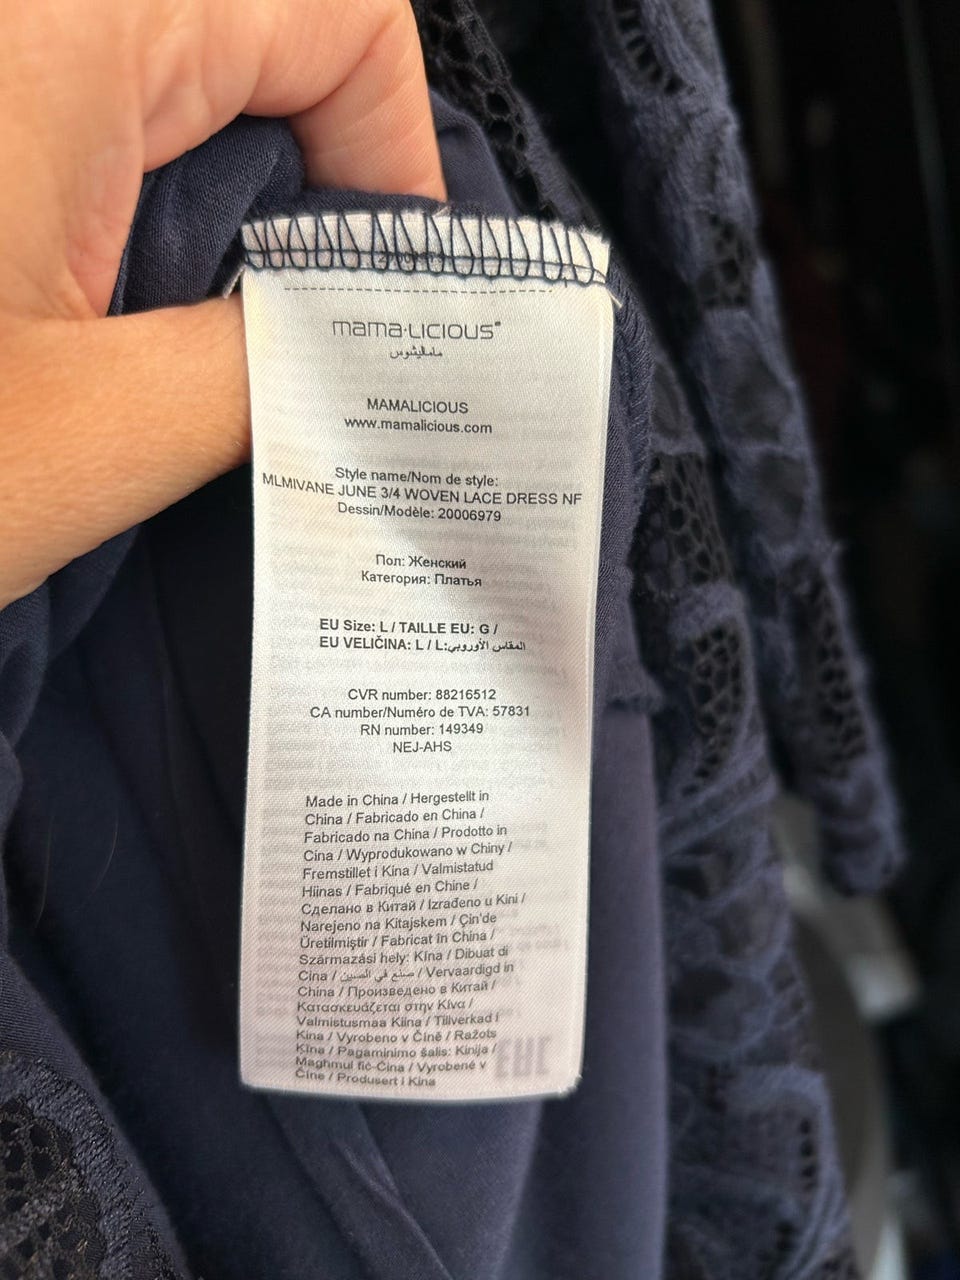 mama·licious®
ماماليشوس
MAMALICIOUS
www.mamalicious.com
Style name/Nom de style:
MLMIVANE JUNE 3/4 WOVEN LACE DRESS NF
Dessin/Modèle: 20006979
Пол: Женский
Категория: Платья
EU Size: L / TAILLE EU: G /
EU VELIČINA: L / L:المقاس الأوروبي
CVR number: 88216512
CA number/Numéro de TVA: 57831
RN number: 149349
NEJ-AHS
Made in China / Hergestellt in
China / Fabricado en China /
Fabricado na China / Prodotto in
Cina / Wyprodukowano w Chiny /
Fremstillet i Kina / Valmistatud
Hiinas / Fabriqué en Chine /
Сделано в Китай / Izrađeno u Kini /
Narejeno na Kitajskem / Çin'de
Üretilmiştir / Fabricat în China /
Származási hely: Kína / Dibuat di
Cina / صنع في الصين / Vervaardigd in
China / Произведено в Китай /
Κατασκευάζεται στην Κίνα /
Valmistusmaa Kiina / Tillverkad i
Kina / Vyrobeno v Číně / Ražots
Ķīna / Pagaminimo šalis: Kinija /
Maghmul fiċ-Ċina / Vyrobené v
Číne / Produsert i Kina
EHC